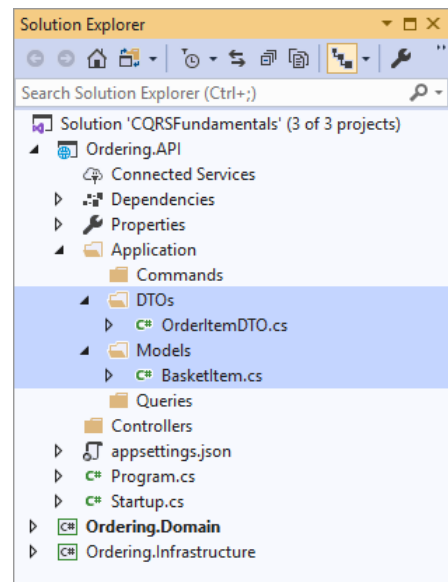 Solution Explorer
Search Solution Explorer (Ctrl+;)
Solution 'CQRSFundamentals' (3 of 3 projects)
Ordering.API
Connected Services
Dependencies
Properties
Application
Commands
DTOs
C# OrderItemDTO.cs
Models
C# BasketItem.cs
Queries
Controllers
appsettings.json
C# Program.cs
C# Startup.cs
C# Ordering.Domain
C# Ordering.Infrastructure